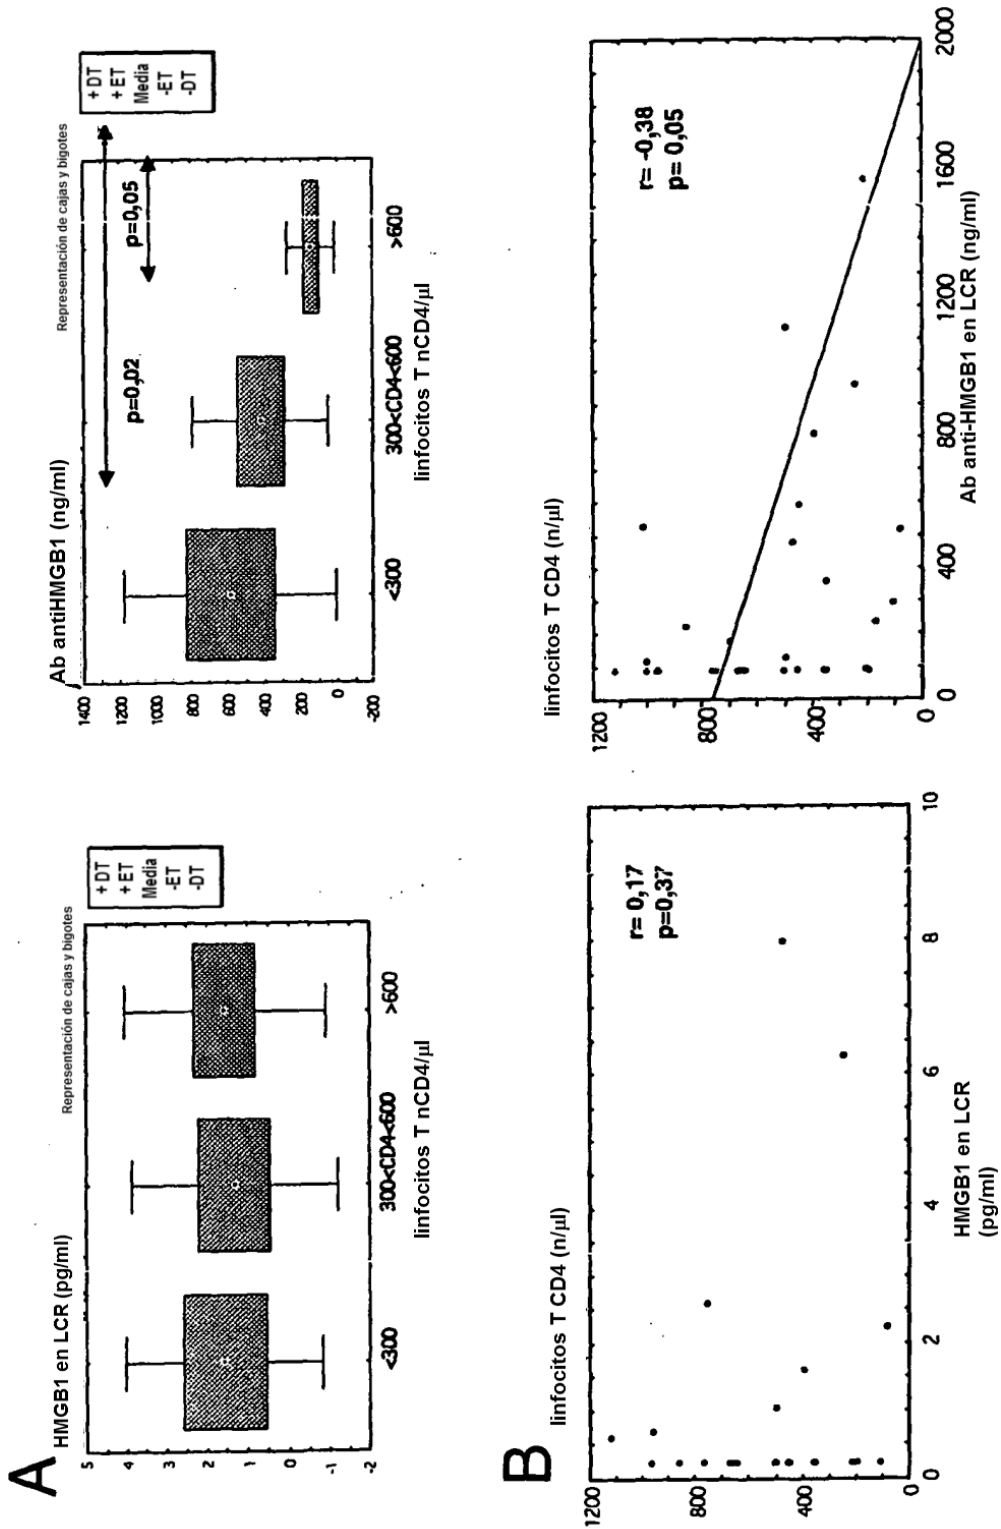 A
HMGB1 en LCR (pg/ml)
Representación de cajas y bigotes
+ DT
+ ET
Media
-ET
-DT
5
4
3
2
1
0
-1
-2
<300
300<CD4<600
>600
linfocitos T nCD4/µl
Ab antiHMGB1 (ng/ml)
Representación de cajas y bigotes
+ DT
+ ET
Media
-ET
-DT
p=0,02
p=0,05
1400
1200
1000
800
600
400
200
0
-200
<300
300<CD4<600
>600
linfocitos T nCD4/µl
B
linfocitos T CD4 (n/µl)
r= 0,17
p=0,37
1200
800
400
0
0
2
4
6
8
10
HMGB1 en LCR
(pg/ml)
linfocitos T CD4 (n/µl)
r= -0,38
p= 0,05
1200
800
400
0
0
400
800
1200
1600
2000
Ab anti-HMGB1 en LCR (ng/ml)